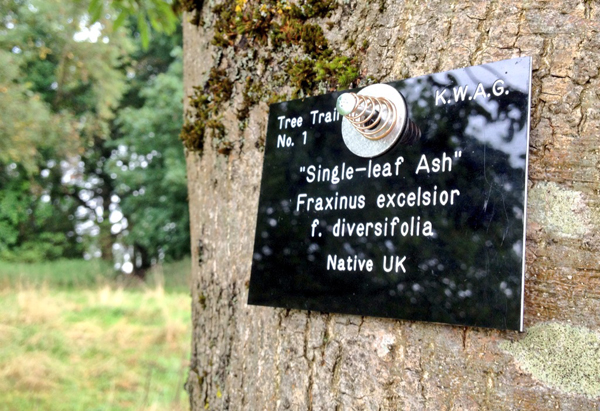 K.W.A.G.
Tree Trail
No. 1
"Single-leaf Ash"
Fraxinus excelsior
f. diversifolia
Native UK